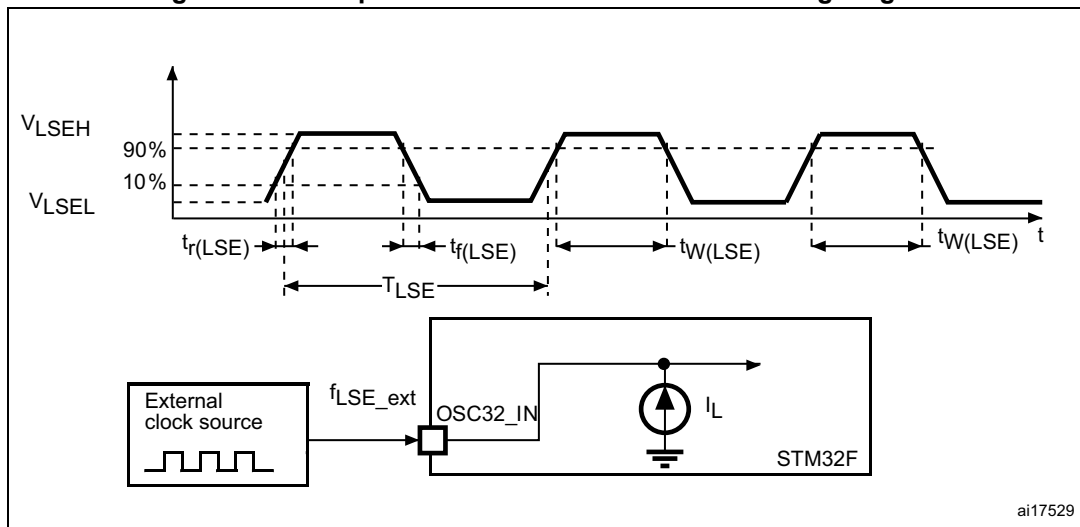 VLSEH
90%
10%
VLSEL
tr(LSE)
tf(LSE)
tW(LSE)
tW(LSE)
t
TLSE
External
clock source
fLSE_ext
OSC32_IN
IL
STM32F
ai17529